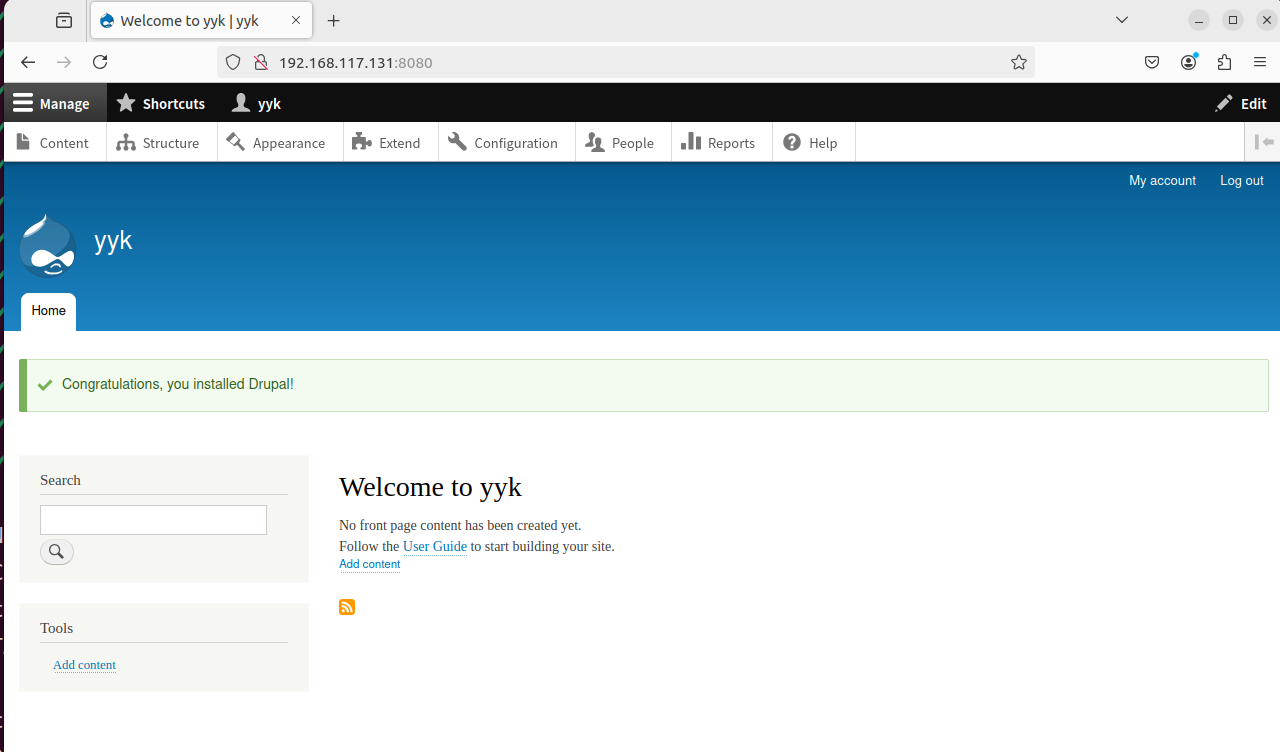 Welcome to yyk | yyk
192.168.117.131:8080
Manage Shortcuts yyk Edit
Content Structure Appearance Extend Configuration People Reports Help
My account Log out
yyk
Home
Congratulations, you installed Drupal!
Search
Welcome to yyk
No front page content has been created yet.
Follow the User Guide to start building your site.
Add content
Tools
Add content